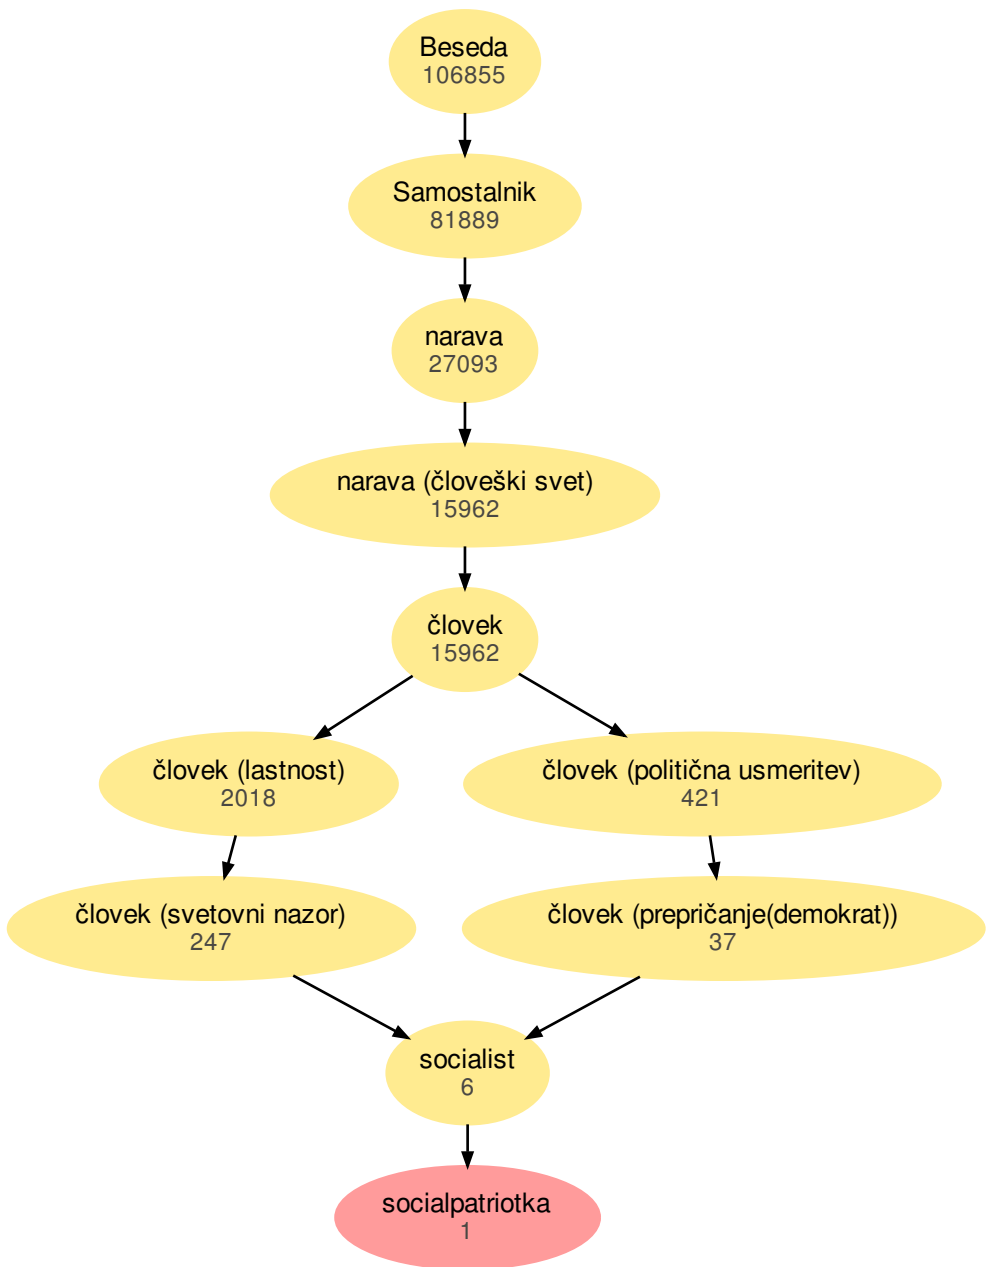 Beseda
106855
Samostalnik
81889
narava
27093
narava (človeški svet)
15962
človek
15962
človek (lastnost)
2018
človek (politična usmeritev)
421
človek (svetovni nazor)
247
človek (prepričanje(demokrat))
37
socialist
6
socialpatriotka
1